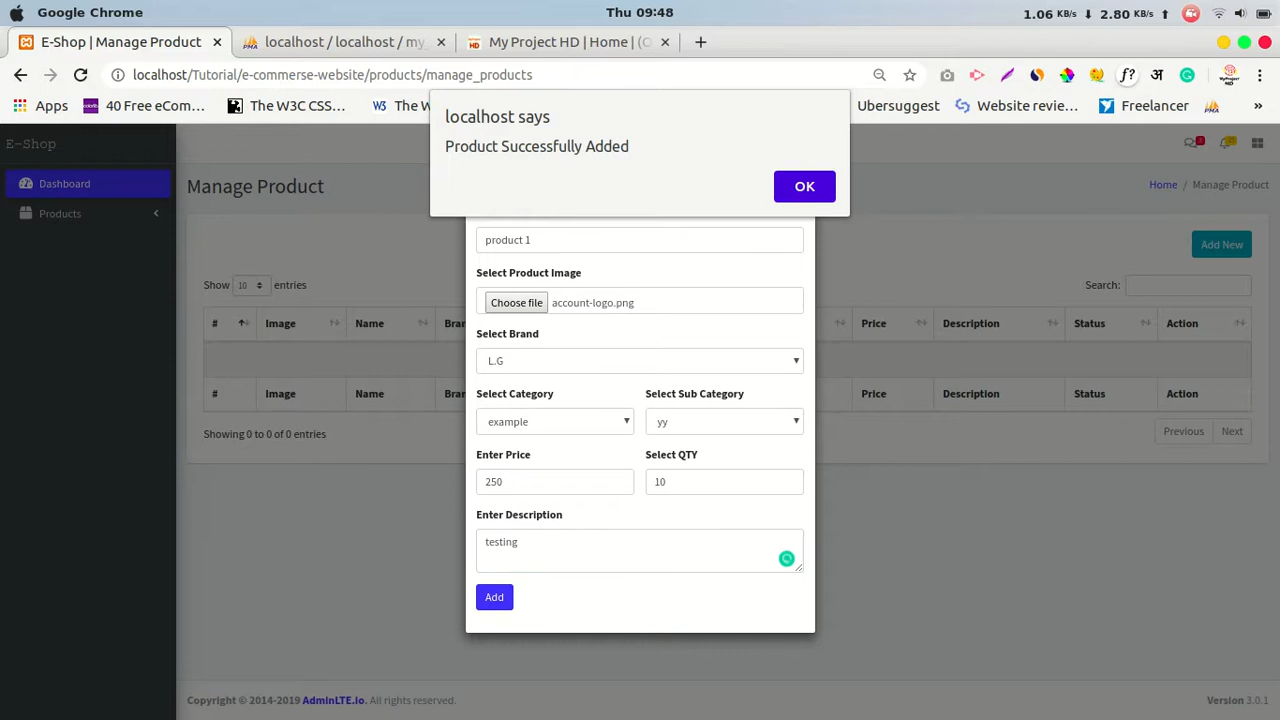 Google Chrome
Thu 09:48
1.06 KB/s 2.80 KB/s
E-Shop | Manage Product
localhost / localhost / my_
My Project HD | Home | (O
localhost/Tutorial/e-commerse-website/products/manage_products
Apps
40 Free eCom...
The W3C CSS...
The W
Ubersuggest
Website revie...
Freelancer
localhost says
Product Successfully Added
OK
E-Shop
Dashboard
Products
Manage Product
Home / Manage Product
Add New
product 1
Select Product Image
Choose file account-logo.png
Show 10 entries
Search:
# Image Name Bran Price Description Status Action
Select Brand
L.G
Select Category Select Sub Category
example yy
# Image Name Bran Price Description Status Action
Showing 0 to 0 of 0 entries
Previous Next
Enter Price Select QTY
250 10
Enter Description
testing
Add
Copyright © 2014-2019 AdminLTE.io. All rights reserved.
Version 3.0.1